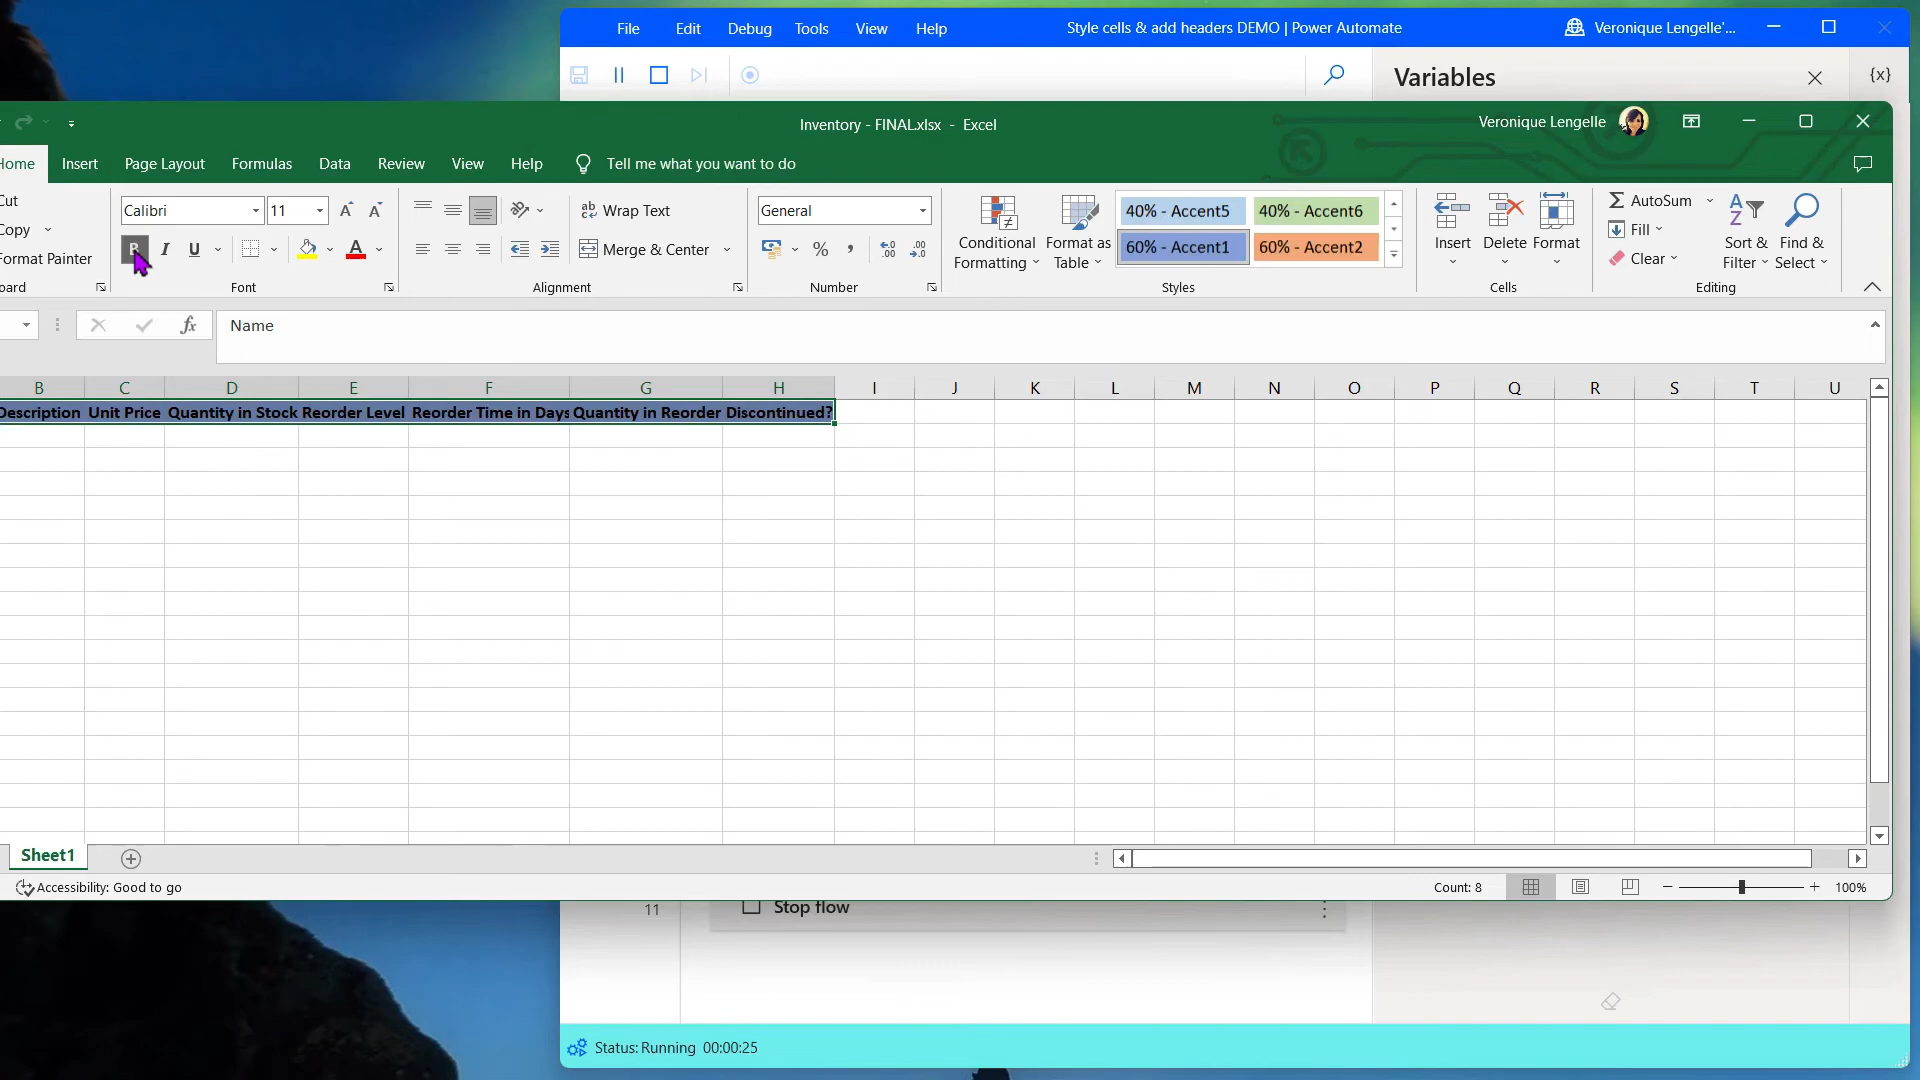 File Edit Debug Tools View Help Style cells & add headers DEMO | Power Automate Veronique Lengelle'...
Variables {x}
Inventory - FINAL.xlsx - Excel Veronique Lengelle
Home Insert Page Layout Formulas Data Review View Help Tell me what you want to do
Cut
Copy
Format Painter
Calibri 11
B I U A
Font
Wrap Text
Merge & Center
Alignment
General
% ,
Number
Conditional Formatting
Format as Table
40% - Accent5 40% - Accent6
60% - Accent1 60% - Accent2
Styles
Insert Delete Format
Cells
AutoSum
Fill
Clear
Sort & Filter
Find & Select
Editing
fx Name
B C D E F G H I J K L M N O P Q R S T U
Description Unit Price Quantity in Stock Reorder Level Reorder Time in Days Quantity in Reorder Discontinued?
Sheet1
Accessibility: Good to go Count: 8 100%
11 Stop flow
Status: Running 00:00:25